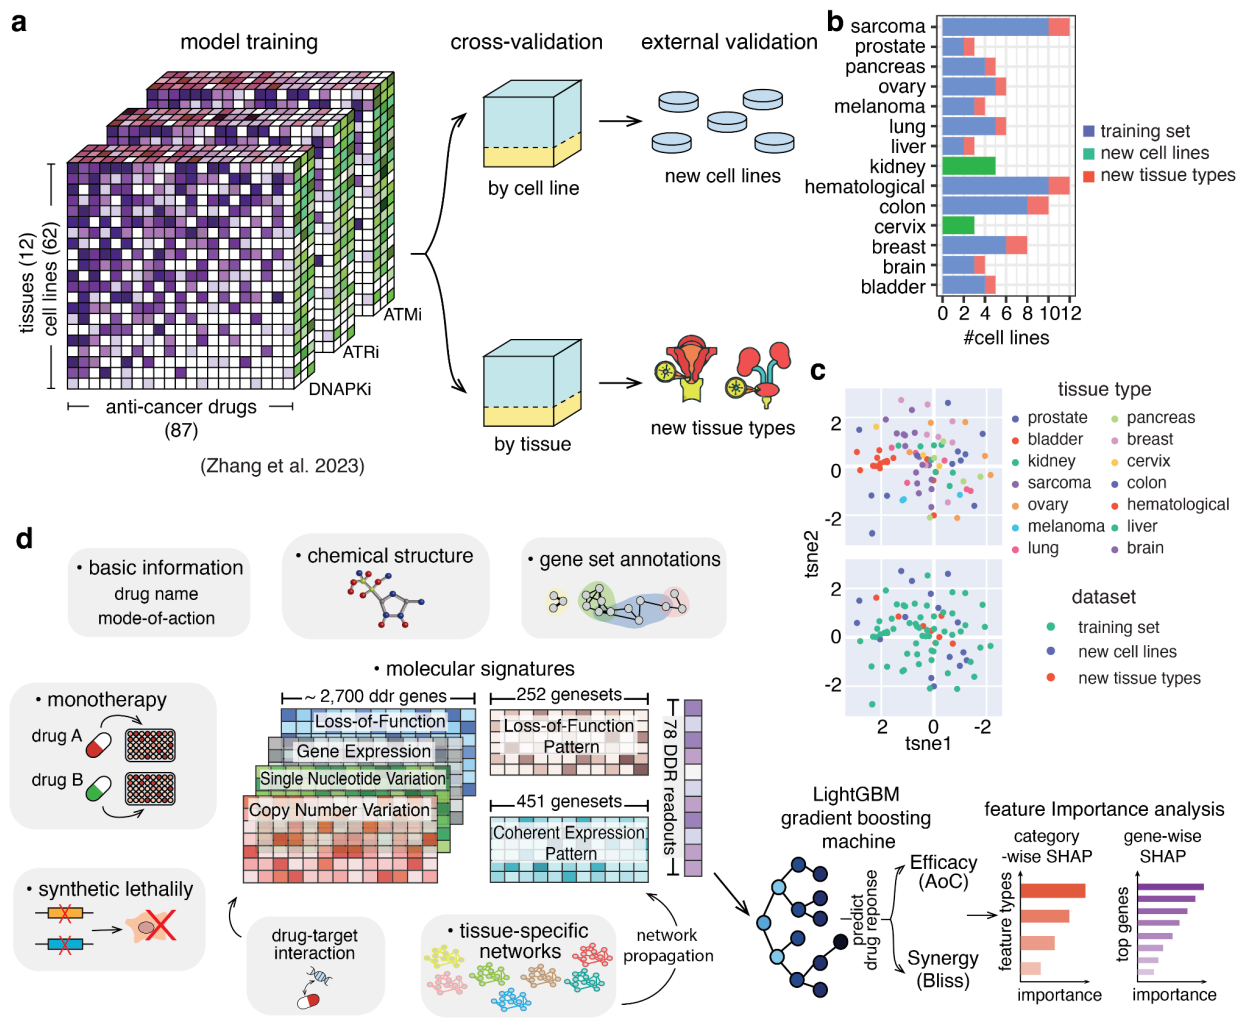 a
model training
cross-validation
external validation
tissues (12)
cell lines (62)
ATMi
ATRi
DNAPKi
anti-cancer drugs
(87)
(Zhang et al. 2023)
by cell line
new cell lines
by tissue
new tissue types
b
sarcoma
prostate
pancreas
ovary
melanoma
lung
liver
kidney
hematological
colon
cervix
breast
brain
bladder
0 2 4 6 8 10 12
#cell lines
training set
new cell lines
new tissue types
c
tissue type
prostate
bladder
kidney
sarcoma
ovary
melanoma
lung
pancreas
breast
cervix
colon
hematological
liver
brain
2
0
-2
tsne2
2
0
-2
2 0 -2
tsne1
dataset
training set
new cell lines
new tissue types
d
• basic information
drug name
mode-of-action
• chemical structure
• gene set annotations
• molecular signatures
• monotherapy
drug A
drug B
~ 2,700 ddr genes
Loss-of-Function
Gene Expression
Single Nucleotide Variation
Copy Number Variation
252 genesets
Loss-of-Function
Pattern
451 genesets
Coherent Expression
Pattern
78 DDR readouts
• synthetic lethalily
drug-target
interaction
• tissue-specific
networks
network
propagation
LightGBM
gradient boosting
machine
predict
drug reponse
Efficacy
(AoC)
Synergy
(Bliss)
feature Importance analysis
category
-wise SHAP
feature types
importance
gene-wise
SHAP
top genes
importance